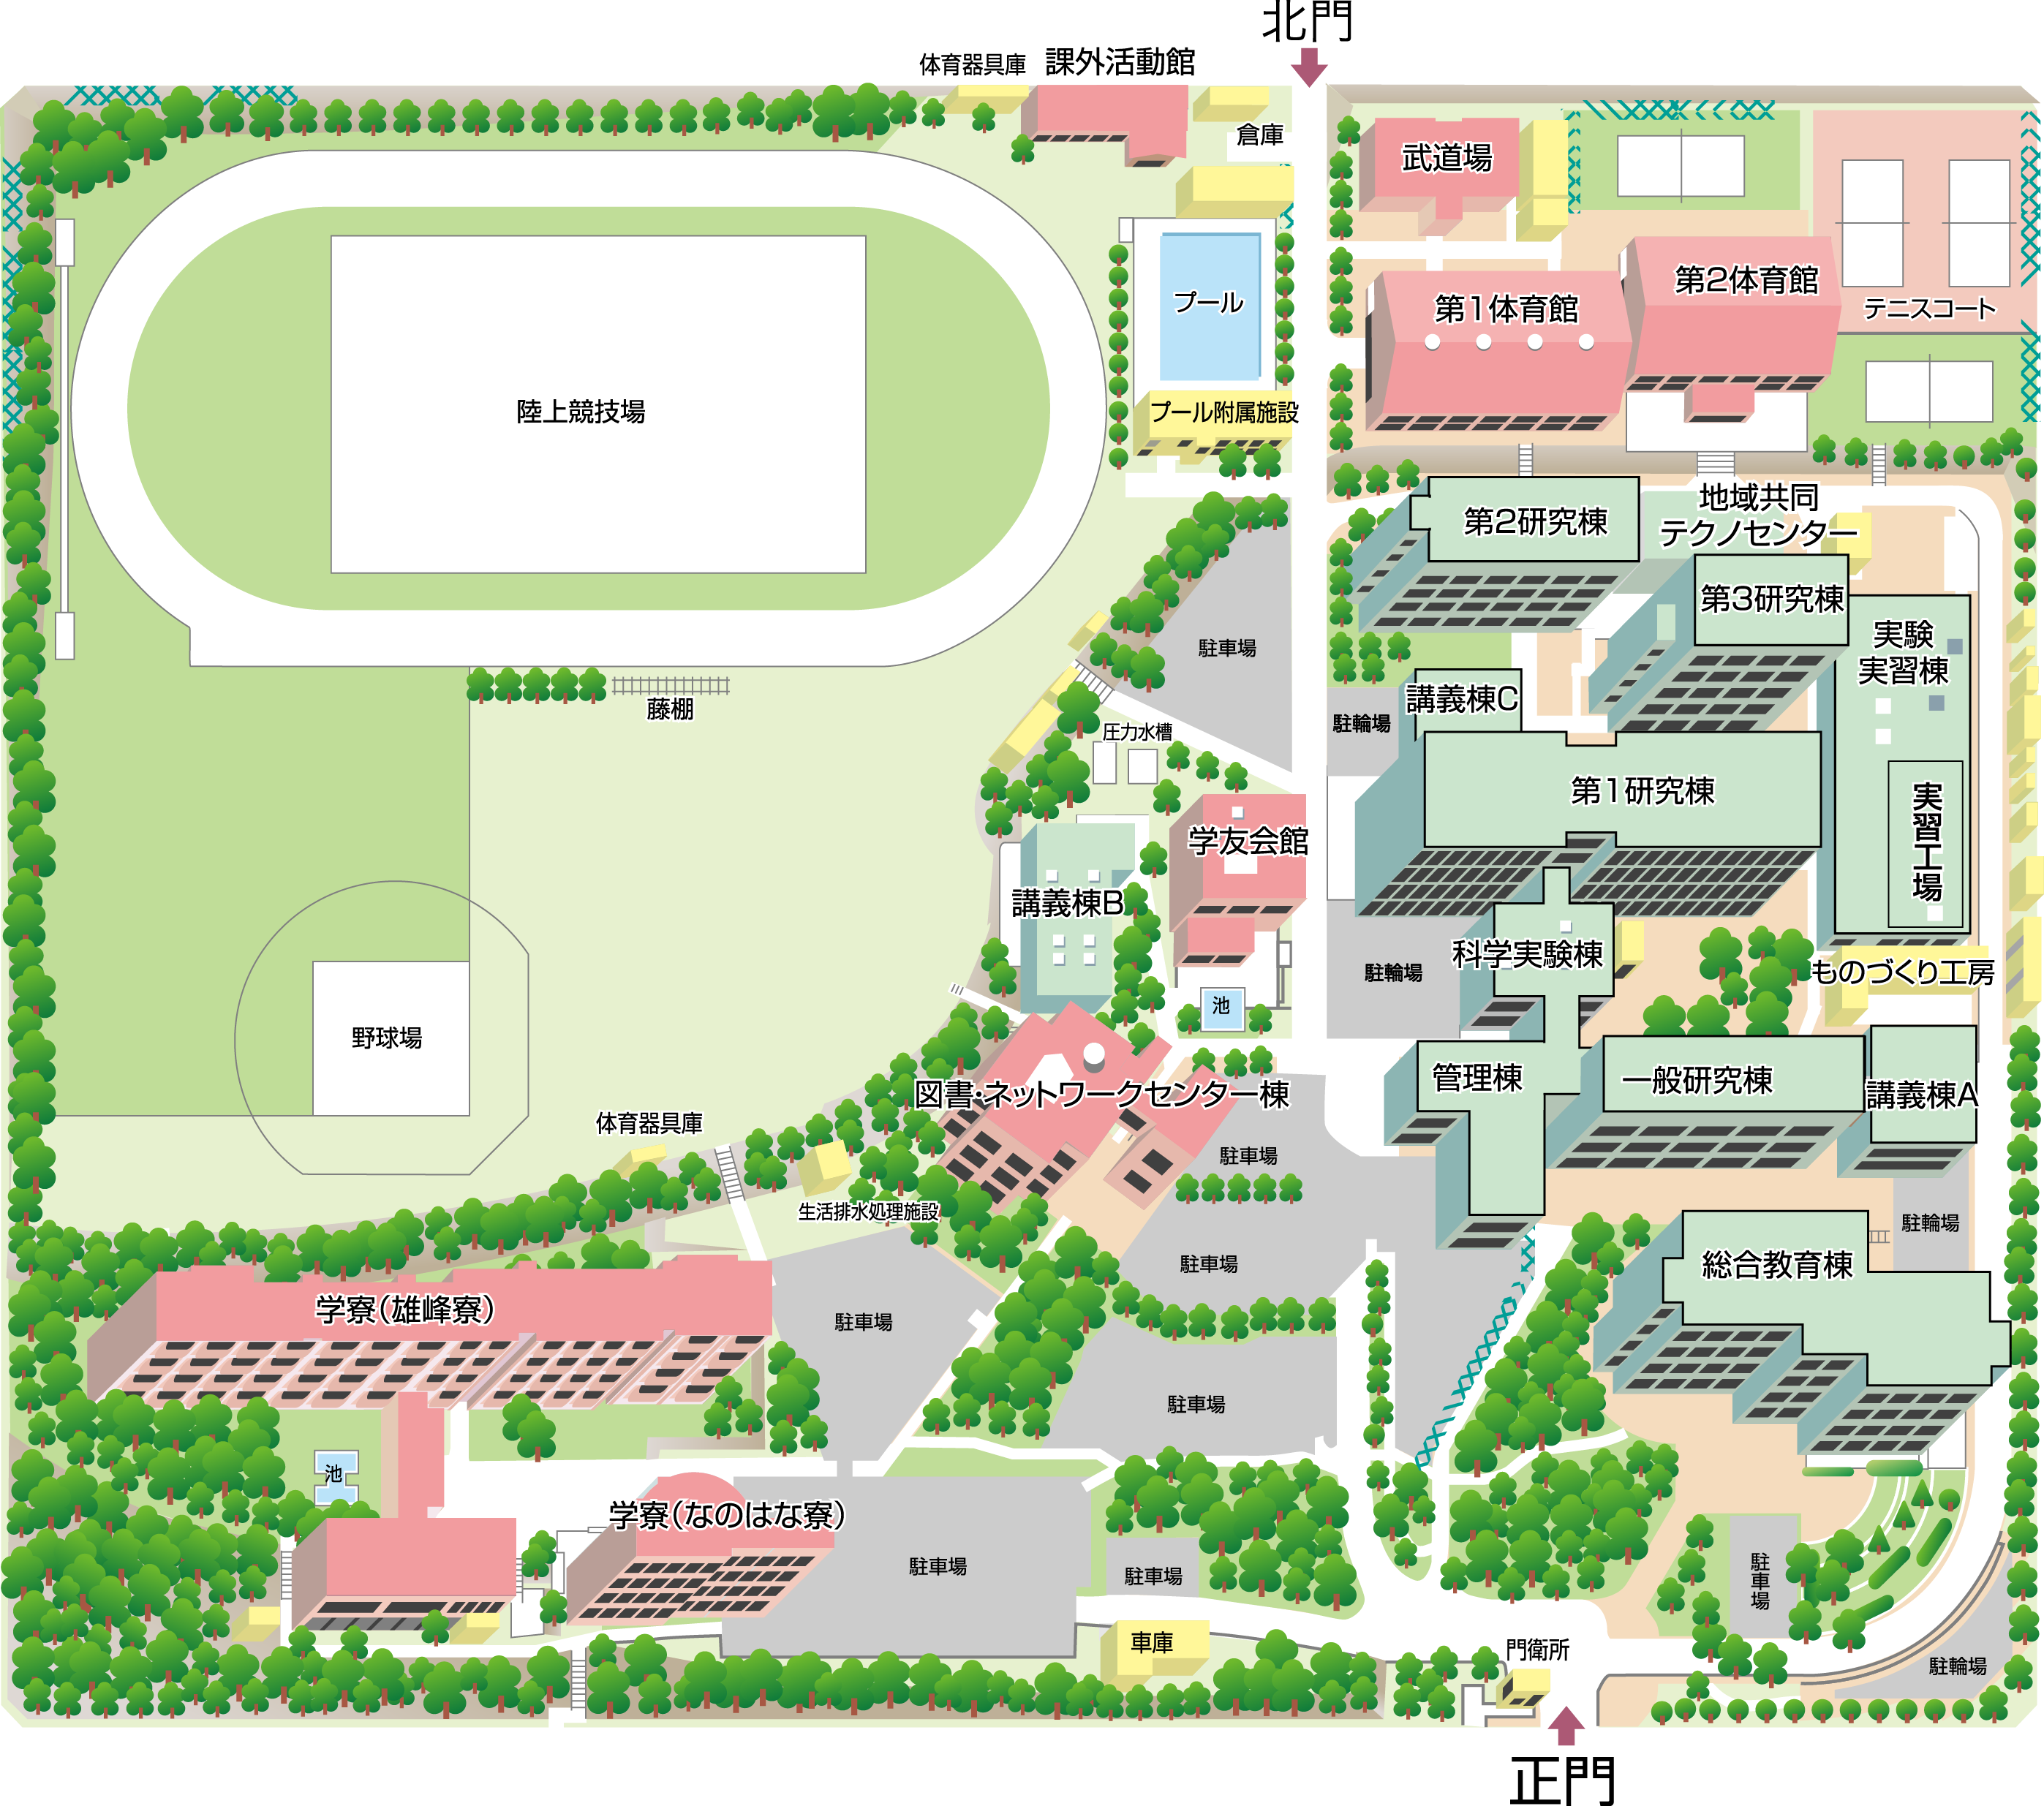 北門
体育器具庫
課外活動館
倉庫
武道場
プール
第1体育館
第2体育館
テニスコート
陸上競技場
プール附属施設
第2研究棟
地域共同
テクノセンター
第3研究棟
駐車場
実験
実習棟
藤棚
圧力水槽
駐輪場
講義棟C
第1研究棟
実習工場
学友会館
講義棟B
科学実験棟
駐輪場
ものづくり工房
池
野球場
図書・ネットワークセンター棟
管理棟
一般研究棟
講義棟A
体育器具庫
駐車場
生活排水処理施設
駐輪場
駐車場
総合教育棟
学寮（雄峰寮）
駐車場
駐車場
池
学寮（なのはな寮）
駐車場
駐車場
駐車場
車庫
門衛所
駐輪場
正門